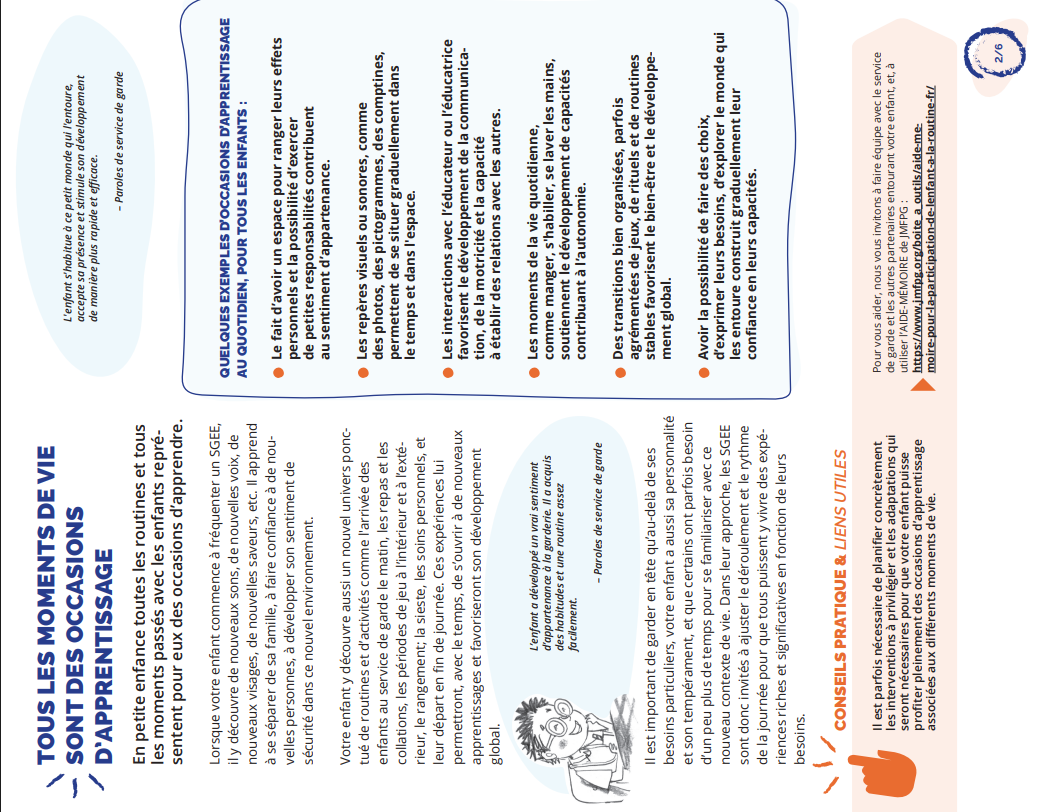 TOUS LES MOMENTS DE VIE
SONT DES OCCASIONS
D'APPRENTISSAGE
En petite enfance toutes les routines et tous
les moments passés avec les enfants repré-
sentent pour eux des occasions d'apprendre.
Lorsque votre enfant commence à fréquenter un SGEE,
il y découvre de nouveaux sons, de nouvelles voix, de
nouveaux visages, de nouvelles saveurs, etc. Il apprend
à se séparer de sa famille, à faire confiance à de nou-
velles personnes, à développer son sentiment de
sécurité dans ce nouvel environnement.
Votre enfant y découvre aussi un nouvel univers ponc-
tué de routines et d'activités comme l'arrivée des
enfants au service de garde le matin, les repas et les
collations, les périodes de jeu à l'intérieur et à l'exté-
rieur, le rangement; la sieste, les soins personnels, et
leur départ en fin de journée. Ces expériences lui
permettront, avec le temps, de s'ouvrir à de nouveaux
apprentissages et favoriseront son développement
global.
L'enfant a développé un vrai sentiment
d'appartenance à la garderie. Il a acquis
des habitudes et une routine assez
facilement.
– Paroles de service de garde
Il est important de garder en tête qu'au-delà de ses
besoins particuliers, votre enfant a aussi sa personnalité
et son tempérament, et que certains ont parfois besoin
d'un peu plus de temps pour se familiariser avec ce
nouveau contexte de vie. Dans leur approche, les SGEE
sont donc invités à ajuster le déroulement et le rythme
de la journée pour que tous puissent y vivre des expé-
riences riches et significatives en fonction de leurs
besoins.
L'enfant s'habitue à ce petit monde qui l'entoure,
accepte sa présence et stimule son développement
de manière plus rapide et efficace.
– Paroles de service de garde
QUELQUES EXEMPLES D'OCCASIONS D'APPRENTISSAGE
AU QUOTIDIEN, POUR TOUS LES ENFANTS :
● Le fait d'avoir un espace pour ranger leurs effets
personnels et la possibilité d'exercer
de petites responsabilités contribuent
au sentiment d'appartenance.
● Les repères visuels ou sonores, comme
des photos, des pictogrammes, des comptines,
permettent de se situer graduellement dans
le temps et dans l'espace.
● Les interactions avec l'éducateur ou l'éducatrice
favorisent le développement de la communica-
tion, de la motricité et la capacité
à établir des relations avec les autres.
● Les moments de la vie quotidienne,
comme manger, s'habiller, se laver les mains,
soutiennent le développement de capacités
contribuant à l'autonomie.
● Des transitions bien organisées, parfois
agrémentées de jeux, de rituels et de routines
stables favorisent le bien-être et le développe-
ment global.
● Avoir la possibilité de faire des choix,
d'exprimer leurs besoins, d'explorer le monde qui
les entoure construit graduellement leur
confiance en leurs capacités.
CONSEILS PRATIQUE & LIENS UTILES
Il est parfois nécessaire de planifier concrètement
les interventions à privilégier et les adaptations qui
seront nécessaires pour que votre enfant puisse
profiter pleinement des occasions d'apprentissage
associées aux différents moments de vie.
Pour vous aider, nous vous invitons à faire équipe avec le service
de garde et les autres partenaires entourant votre enfant, et, à
utiliser l'AIDE-MÉMOIRE de JMFPG :
https://www.jmfpg.org/boite_a_outils/aide-me-
moire-pour-la-participation-de-lenfant-a-la-routine-fr/
2/6